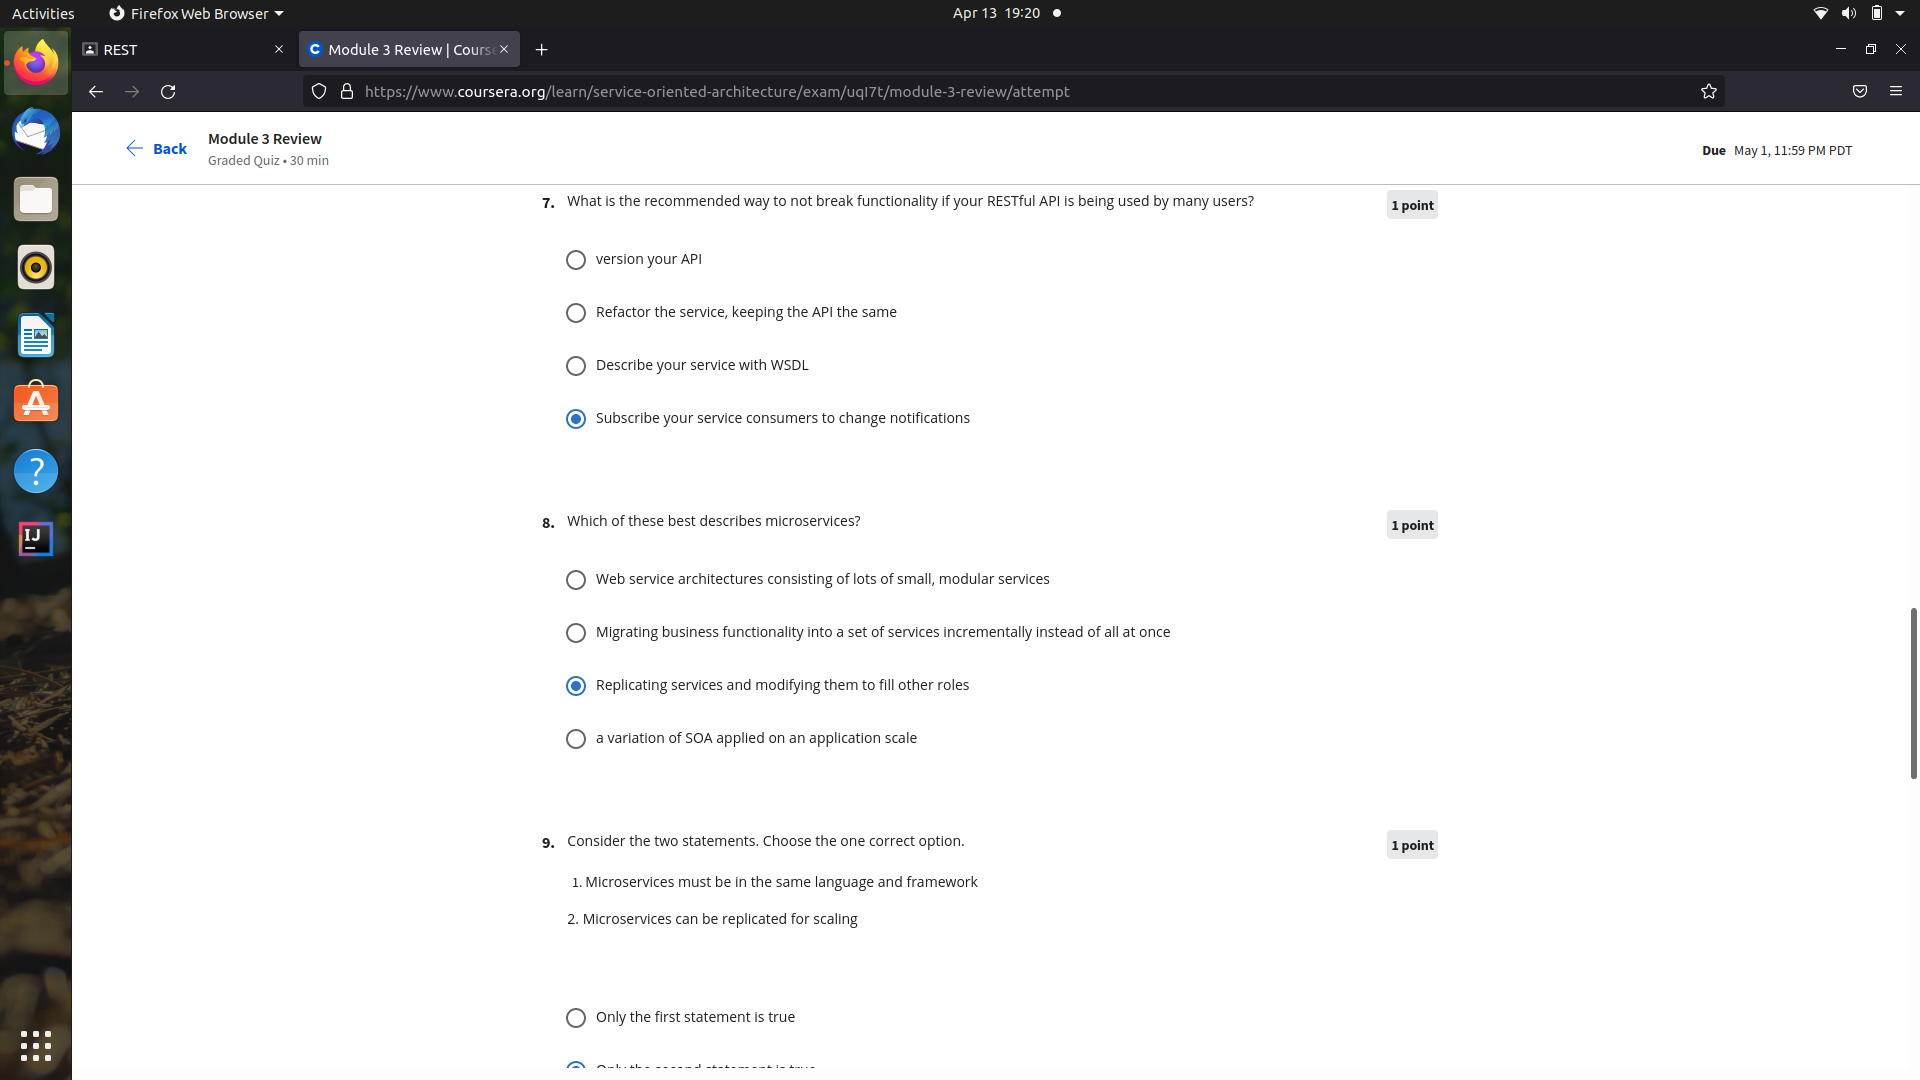 Activities
Firefox Web Browser
Apr 13 19:20
REST
Module 3 Review | Cours
https://www.coursera.org/learn/service-oriented-architecture/exam/uqI7t/module-3-review/attempt
Back
Module 3 Review
Graded Quiz • 30 min
Due May 1, 11:59 PM PDT
7. What is the recommended way to not break functionality if your RESTful API is being used by many users?
1 point
version your API
Refactor the service, keeping the API the same
Describe your service with WSDL
Subscribe your service consumers to change notifications
8. Which of these best describes microservices?
1 point
Web service architectures consisting of lots of small, modular services
Migrating business functionality into a set of services incrementally instead of all at once
Replicating services and modifying them to fill other roles
a variation of SOA applied on an application scale
9. Consider the two statements. Choose the one correct option.
1 point
1. Microservices must be in the same language and framework
2. Microservices can be replicated for scaling
Only the first statement is true
Only the second statement is true